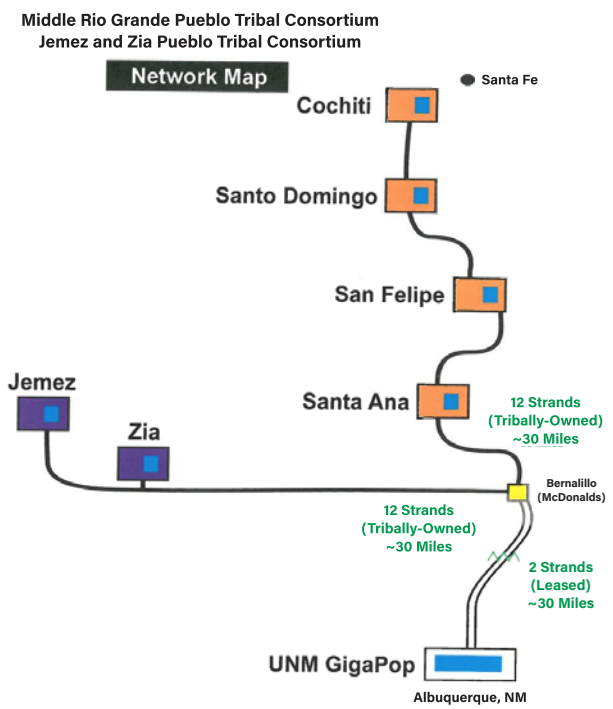 Middle Rio Grande Pueblo Tribal Consortium
Jemez and Zia Pueblo Tribal Consortium
Network Map
Santa Fe
Cochiti
Santo Domingo
San Felipe
Jemez
Santa Ana
12 Strands
(Tribally-Owned)
~30 Miles
Zia
Bernalillo
(McDonalds)
12 Strands
(Tribally-Owned)
~30 Miles
2 Strands
(Leased)
~30 Miles
UNM GigaPop
Albuquerque, NM